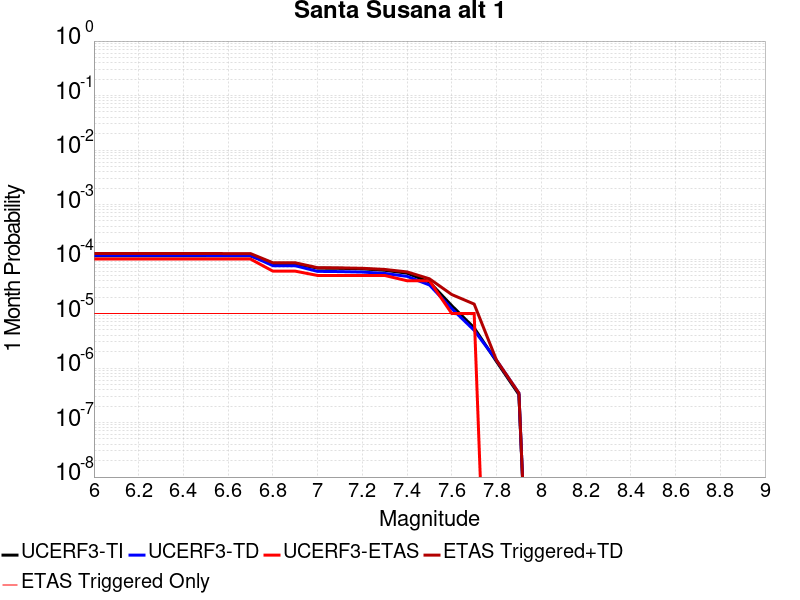 Santa Susana alt 1
10^0
10^-1
10^-2
10^-3
10^-4
10^-5
10^-6
10^-7
10^-8
1 Month Probability
6 6.2 6.4 6.6 6.8 7 7.2 7.4 7.6 7.8 8 8.2 8.4 8.6 8.8 9
Magnitude
UCERF3-TI UCERF3-TD UCERF3-ETAS ETAS Triggered+TD
ETAS Triggered Only